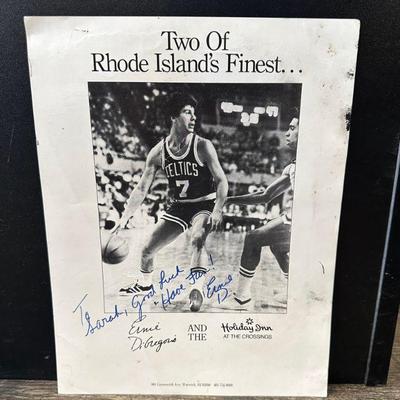 Two Of
Rhode Island's Finest...
CELTICS
7
To
Sarah, Good Luck
& Have Fun!
Ernie
D.
Ernie
DiGregorio
AND
THE
Holiday Inn
AT THE CROSSINGS